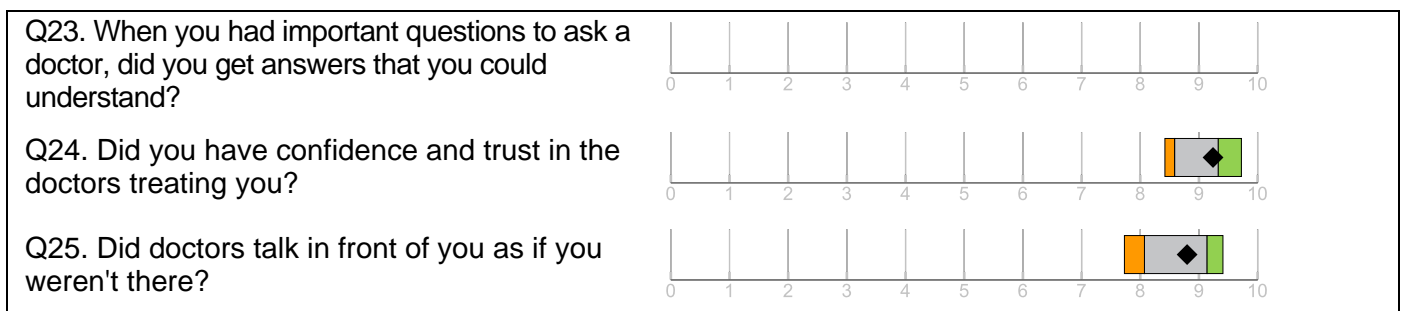 Q23. When you had important questions to ask a
doctor, did you get answers that you could
understand?
0 1 2 3 4 5 6 7 8 9 10
Q24. Did you have confidence and trust in the
doctors treating you?
0 1 2 3 4 5 6 7 8 9 10
Q25. Did doctors talk in front of you as if you
weren't there?
0 1 2 3 4 5 6 7 8 9 10